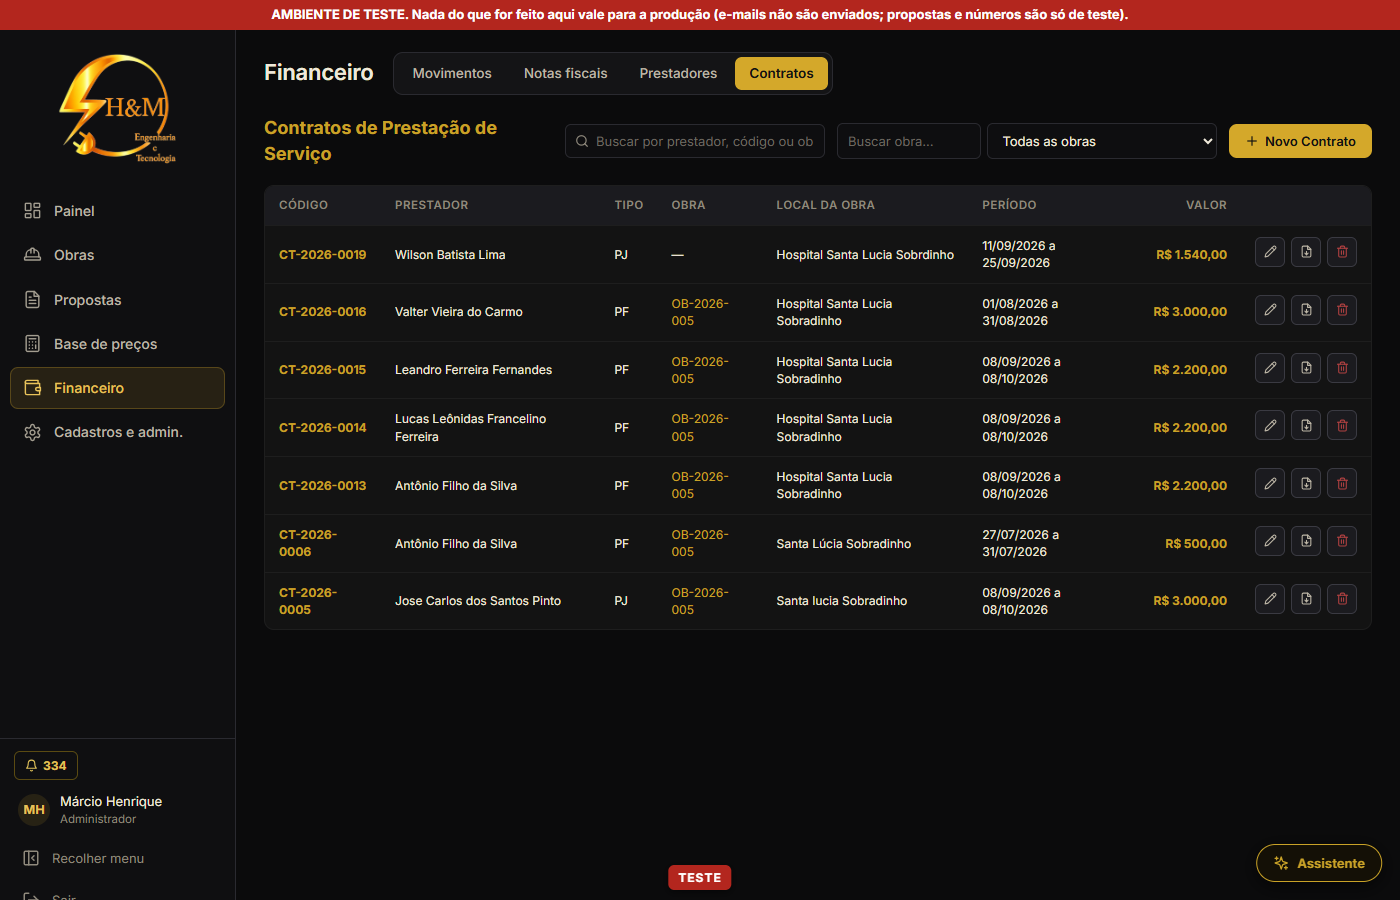 AMBIENTE DE TESTE. Nada do que for feito aqui vale para a produção (e-mails não são enviados; propostas e números são só de teste).
H&M
Engenharia
e
Tecnologia
Painel
Obras
Propostas
Base de preços
Financeiro
Cadastros e admin.
334
MH
Márcio Henrique
Administrador
Recolher menu
Sair
Financeiro
Movimentos
Notas fiscais
Prestadores
Contratos
Contratos de Prestação de
Serviço
Buscar por prestador, código ou ob
Buscar obra...
Todas as obras
+ Novo Contrato
CÓDIGO PRESTADOR TIPO OBRA LOCAL DA OBRA PERÍODO VALOR
CT-2026-0019 Wilson Batista Lima PJ — Hospital Santa Lucia Sobrdinho 11/09/2026 a
25/09/2026 R$ 1.540,00
CT-2026-0016 Valter Vieira do Carmo PF OB-2026-
005 Hospital Santa Lucia
Sobradinho 01/08/2026 a
31/08/2026 R$ 3.000,00
CT-2026-0015 Leandro Ferreira Fernandes PF OB-2026-
005 Hospital Santa Lucia
Sobradinho 08/09/2026 a
08/10/2026 R$ 2.200,00
CT-2026-0014 Lucas Leônidas Francelino
Ferreira PF OB-2026-
005 Hospital Santa Lucia
Sobradinho 08/09/2026 a
08/10/2026 R$ 2.200,00
CT-2026-0013 Antônio Filho da Silva PF OB-2026-
005 Hospital Santa Lucia
Sobradinho 08/09/2026 a
08/10/2026 R$ 2.200,00
CT-2026-
0006 Antônio Filho da Silva PF OB-2026-
005 Santa Lúcia Sobradinho 27/07/2026 a
31/07/2026 R$ 500,00
CT-2026-
0005 Jose Carlos dos Santos Pinto PJ OB-2026-
005 Santa lucia Sobradinho 08/09/2026 a
08/10/2026 R$ 3.000,00
TESTE
Assistente